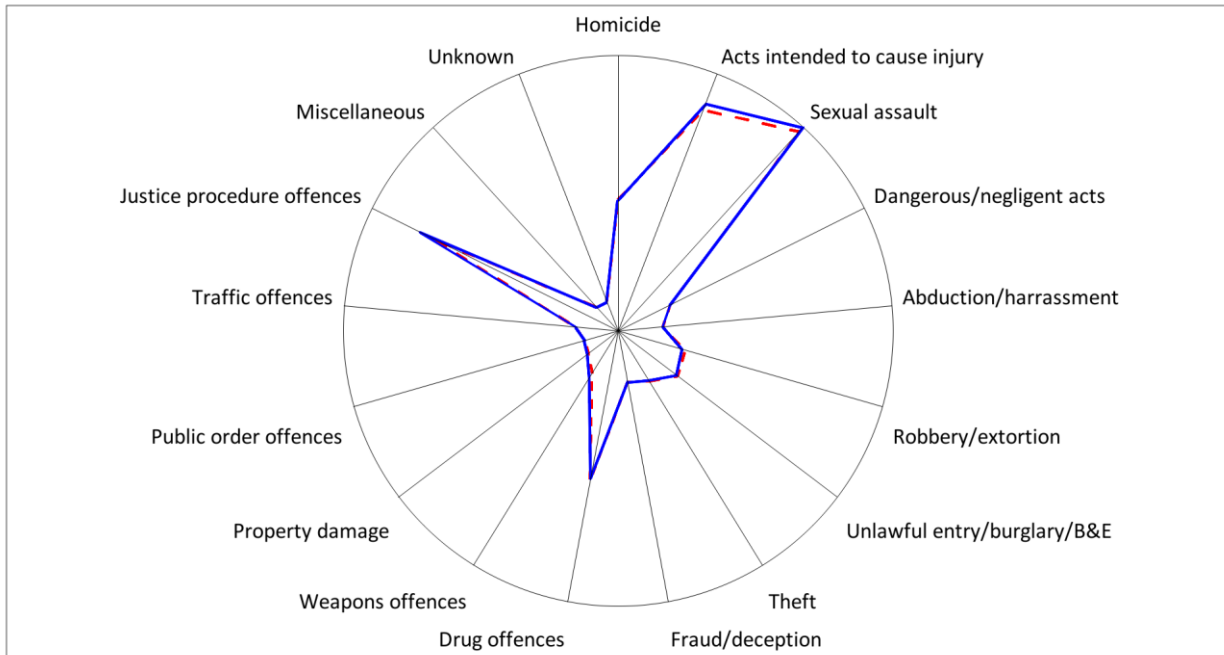 Homicide
Acts intended to cause injury
Sexual assault
Dangerous/negligent acts
Abduction/harrassment
Robbery/extortion
Unlawful entry/burglary/B&E
Theft
Fraud/deception
Drug offences
Weapons offences
Property damage
Public order offences
Traffic offences
Justice procedure offences
Miscellaneous
Unknown